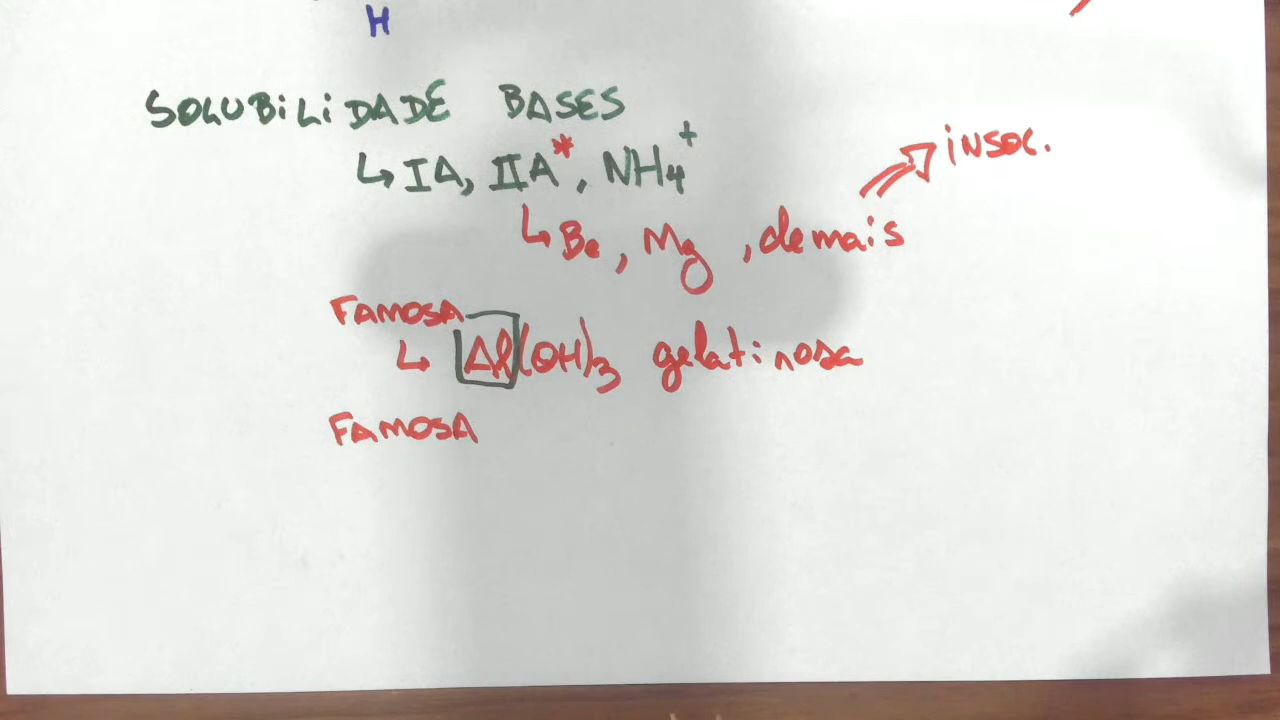 H
SOLUBiLiDADE BASES
↳ IA, IIA*, NH4+
insol.
↳ Be, Mg, demais
FAMOSA
↳ Al(OH)3 gelatinosa
FAMOSA